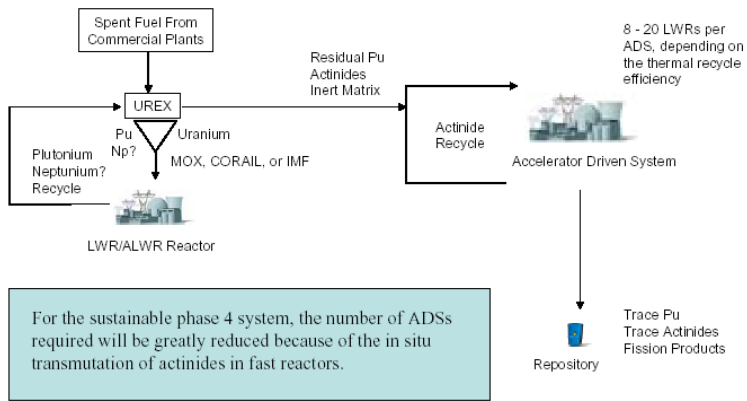 Spent Fuel From
Commercial Plants
8 - 20 LWRs per
ADS, depending on
the thermal recycle
efficiency
Residual Pu
Actinides
Inert Matrix
UREX
Pu
Np?
Uranium
MOX, CORAIL, or IMF
Plutonium
Neptunium?
Recycle
LWR/ALWR Reactor
Actinide
Recycle
Accelerator Driven System
For the sustainable phase 4 system, the number of ADSs
required will be greatly reduced because of the in situ
transmutation of actinides in fast reactors.
Trace Pu
Trace Actinides
Fission Products
Repository